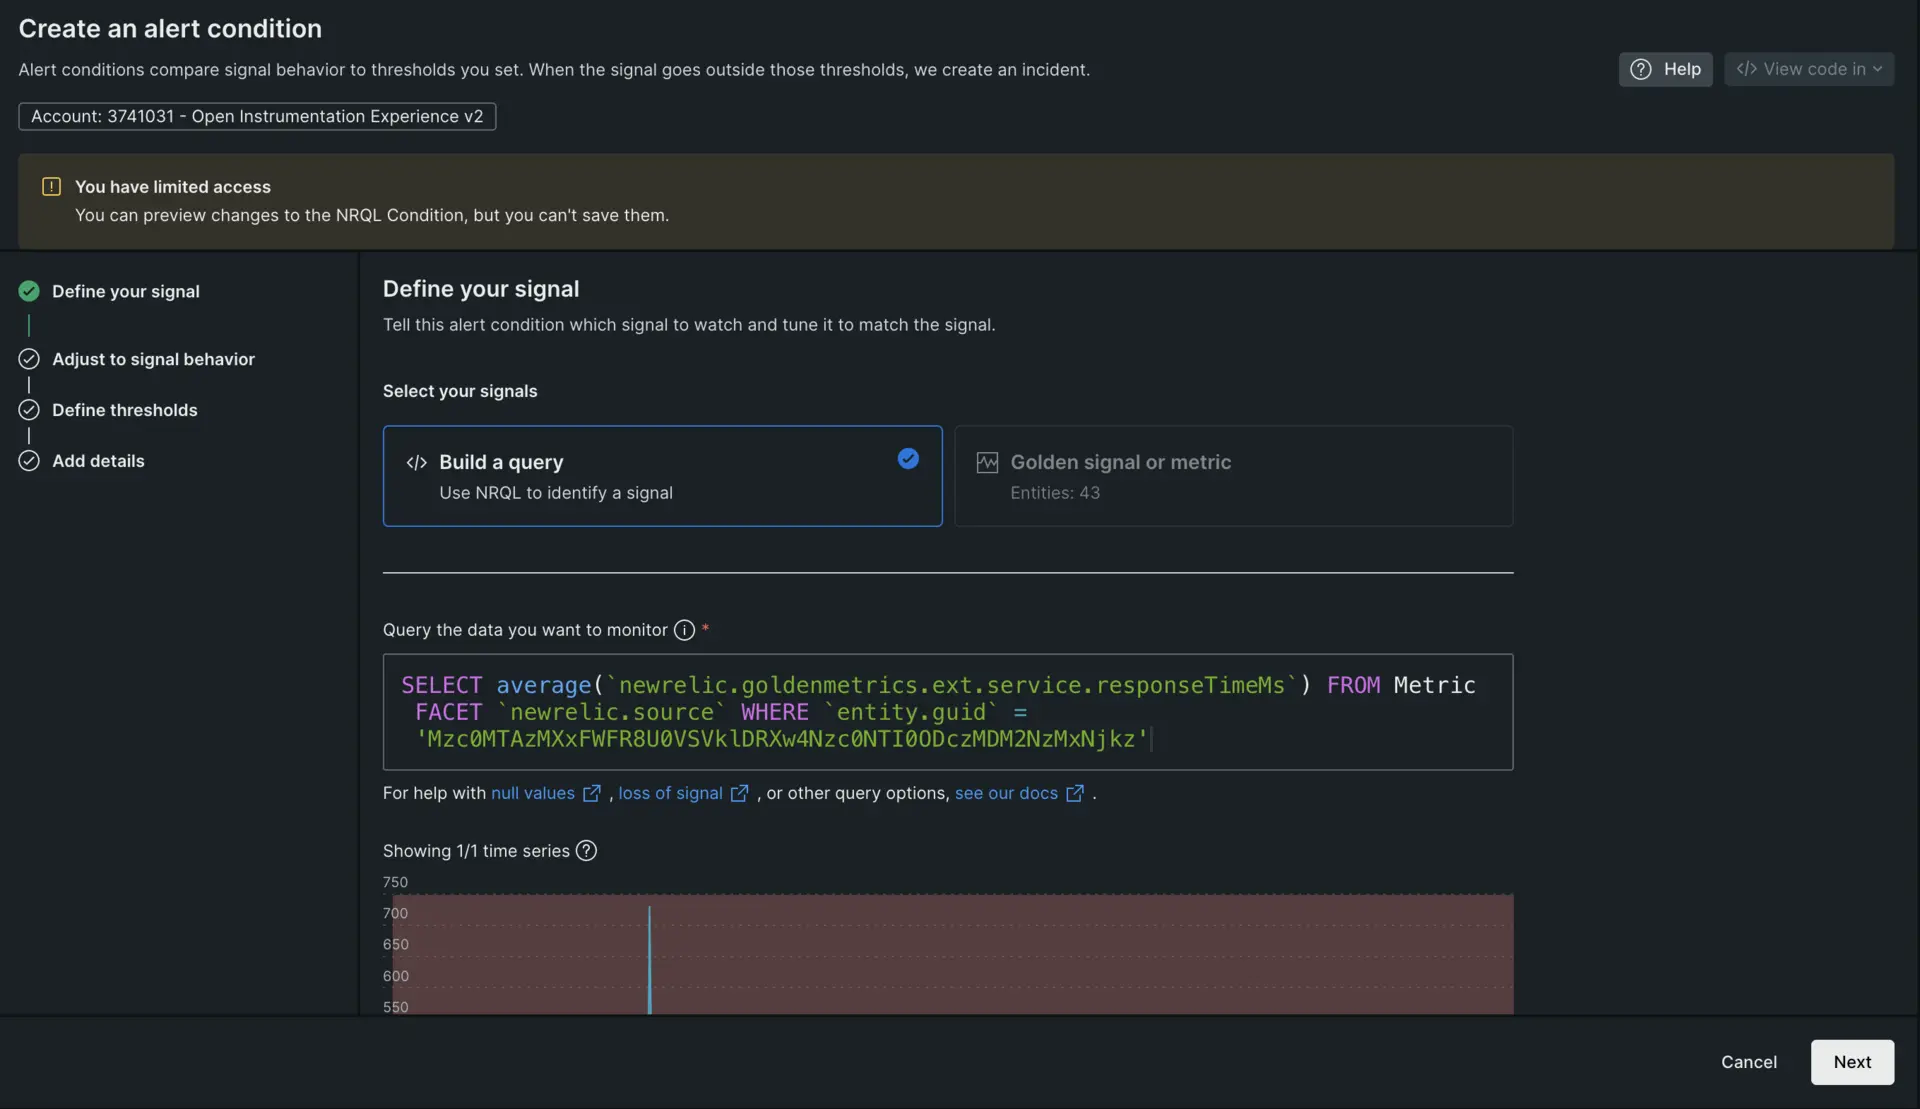 Create an alert condition
Alert conditions compare signal behavior to thresholds you set. When the signal goes outside those thresholds, we create an incident.
Help
</> View code in
Account: 3741031 - Open Instrumentation Experience v2
You have limited access
You can preview changes to the NRQL Condition, but you can't save them.
Define your signal
Adjust to signal behavior
Define thresholds
Add details
Define your signal
Tell this alert condition which signal to watch and tune it to match the signal.
Select your signals
</> Build a query
Use NRQL to identify a signal
Golden signal or metric
Entities: 43
Query the data you want to monitor *
SELECT average(`newrelic.goldenmetrics.ext.service.responseTimeMs`) FROM Metric
FACET `newrelic.source` WHERE `entity.guid` =
'Mzc0MTAzMXxFWFR8U0VSVklDRXw4Nzc0NTI0ODczMDM2NzMxNjkz'
For help with null values , loss of signal , or other query options, see our docs .
Showing 1/1 time series
750
700
650
600
550
Cancel
Next